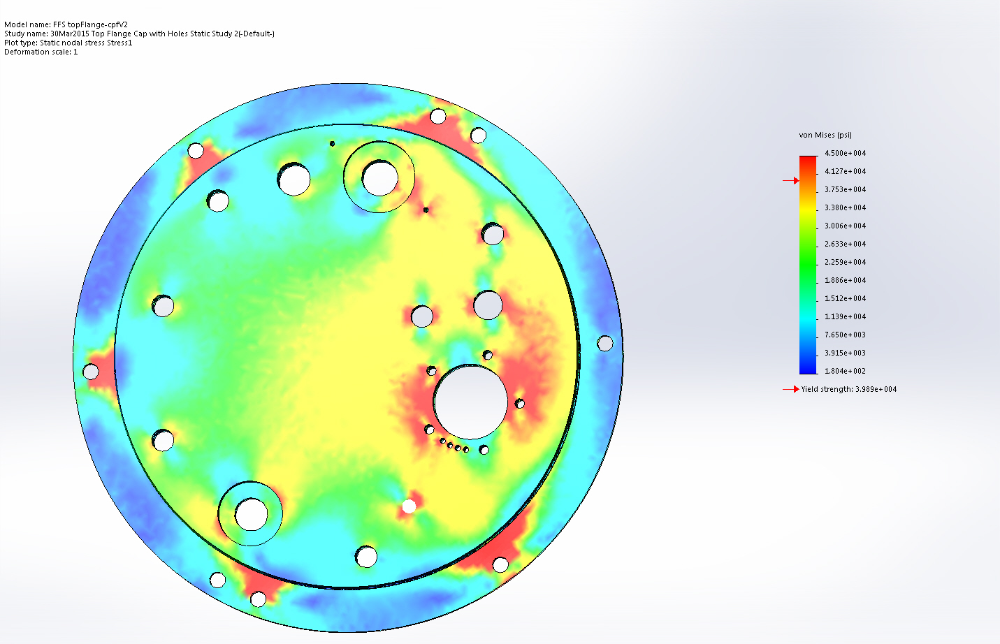 Model name: FFS topFlange-cpfV2
Study name: 30Mar2015 Top Flange Cap with Holes Static Study 2(-Default-)
Plot type: Static nodal stress Stress1
Deformation scale: 1
von Mises (psi)
4.500e+004
4.127e+004
3.753e+004
3.380e+004
3.006e+004
2.633e+004
2.259e+004
1.886e+004
1.512e+004
1.139e+004
7.650e+003
3.915e+003
1.804e+002
Yield strength: 3.989e+004